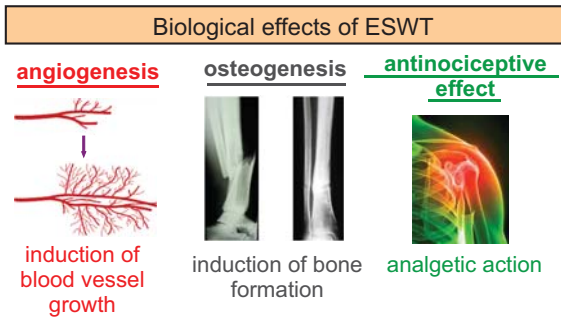 Biological effects of ESWT
angiogenesis
induction of
blood vessel
growth
osteogenesis
induction of bone
formation
antinociceptive
effect
analgetic action